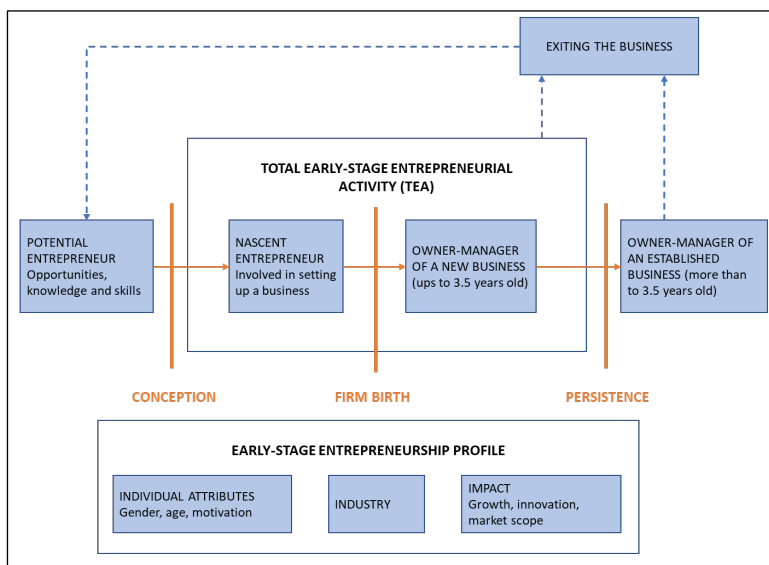 EXITING THE BUSINESS
TOTAL EARLY-STAGE ENTREPRENEURIAL
ACTIVITY (TEA)
POTENTIAL
ENTREPRENEUR
Opportunities,
knowledge and skills
NASCENT
ENTREPRENEUR
Involved in setting
up a business
OWNER-MANAGER
OF A NEW BUSINESS
(ups to 3.5 years old)
OWNER-MANAGER OF
AN ESTABLISHED
BUSINESS (more than
to 3.5 years old)
CONCEPTION
FIRM BIRTH
PERSISTENCE
EARLY-STAGE ENTREPRENEURSHIP PROFILE
INDIVIDUAL ATTRIBUTES
Gender, age, motivation
INDUSTRY
IMPACT
Growth, innovation,
market scope